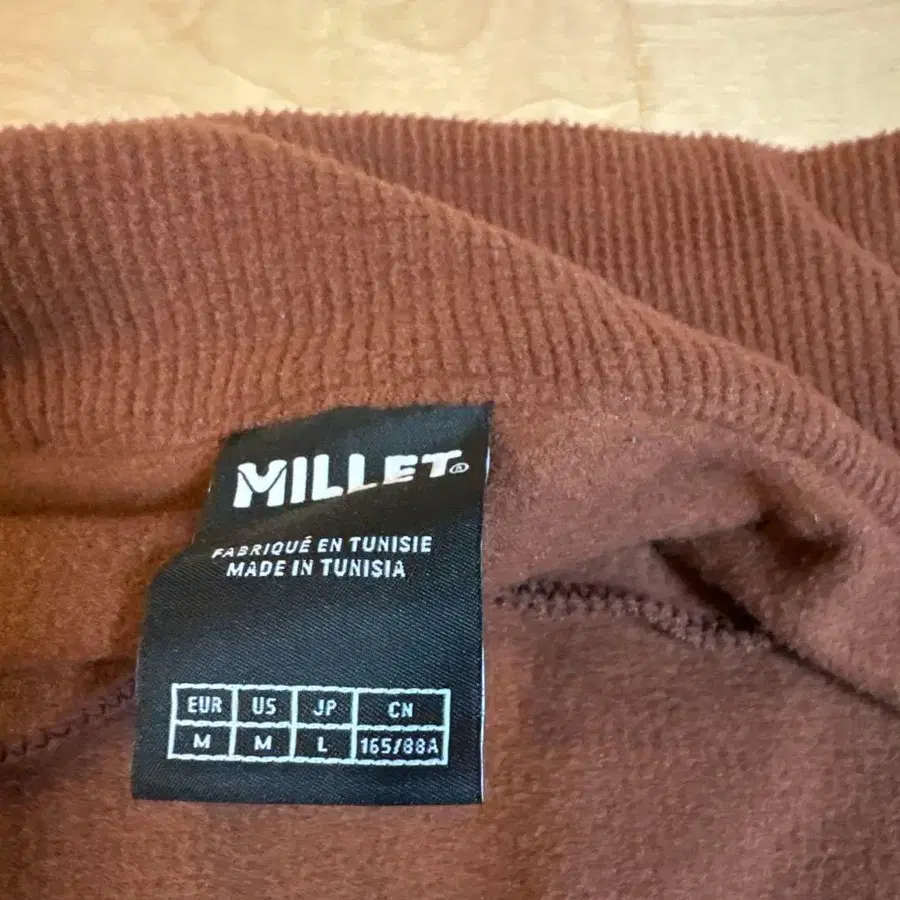 MILLET®
FABRIQUÉ EN TUNISIE
MADE IN TUNISIA
EUR US JP CN
M M L 165/88A